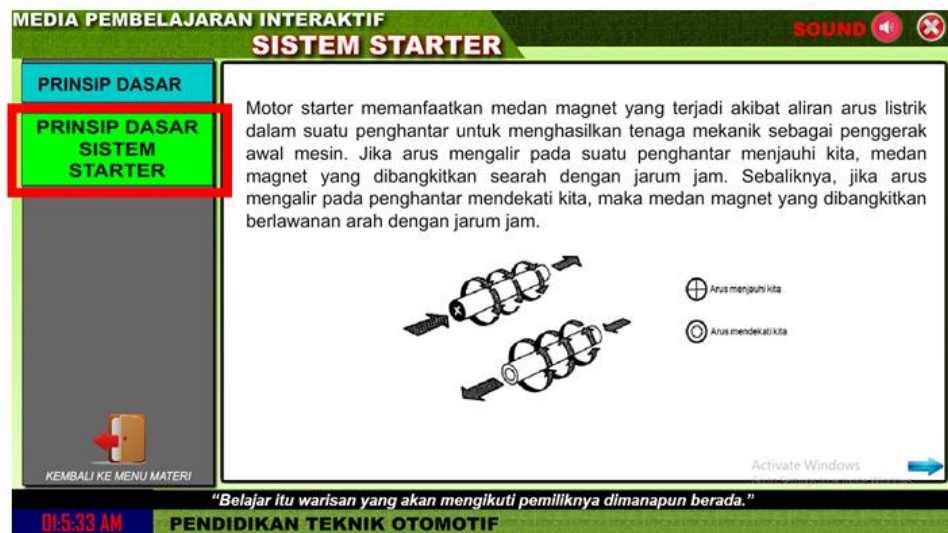 MEDIA PEMBELAJARAN INTERAKTIF
SISTEM STARTER
SOUND
PRINSIP DASAR
PRINSIP DASAR
SISTEM
STARTER
Motor starter memanfaatkan medan magnet yang terjadi akibat aliran arus listrik
dalam suatu penghantar untuk menghasilkan tenaga mekanik sebagai penggerak
awal mesin. Jika arus mengalir pada suatu penghantar menjauhi kita, medan
magnet yang dibangkitkan searah dengan jarum jam. Sebaliknya, jika arus
mengalir pada penghantar mendekati kita, maka medan magnet yang dibangkitkan
berlawanan arah dengan jarum jam.
Arus menjauhi kita
Arus mendekati kita
KEMBALI KE MENU MATERI
Activate Windows
“Belajar itu warisan yang akan mengikuti pemiliknya dimanapun berada.”
01:5:33 AM
PENDIDIKAN TEKNIK OTOMOTIF